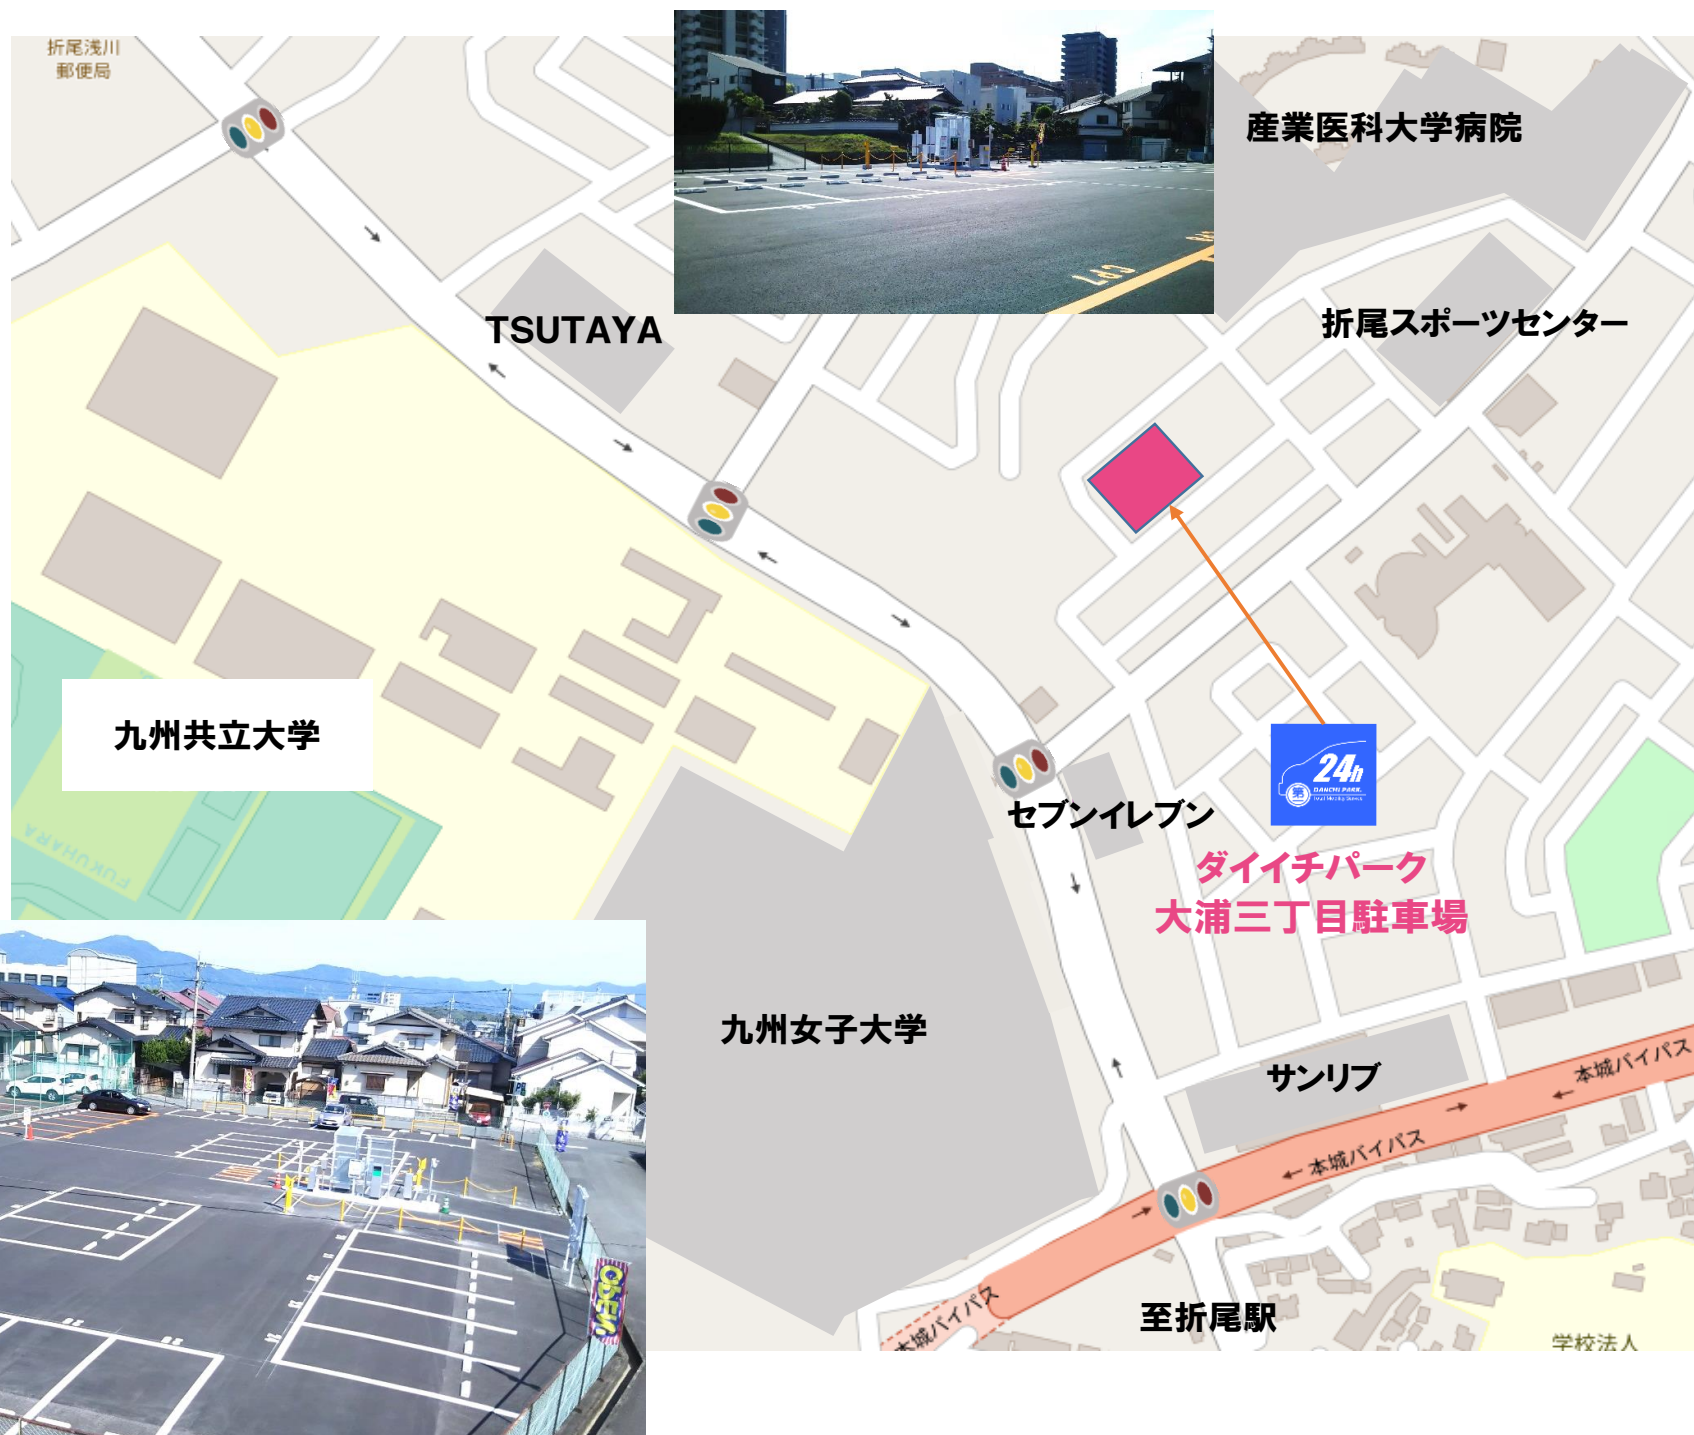 折尾浅川
郵便局
産業医科大学病院
折尾スポーツセンター
TSUTAYA
CP7
九州共立大学
FUKUHARA
24h
DAIICHI PARK.
セブンイレブン
ダイイチパーク
大浦三丁目駐車場
九州女子大学
サンリブ
本城バイパス
本城バイパス
本城バイパス
OPEN
至折尾駅
学校法人